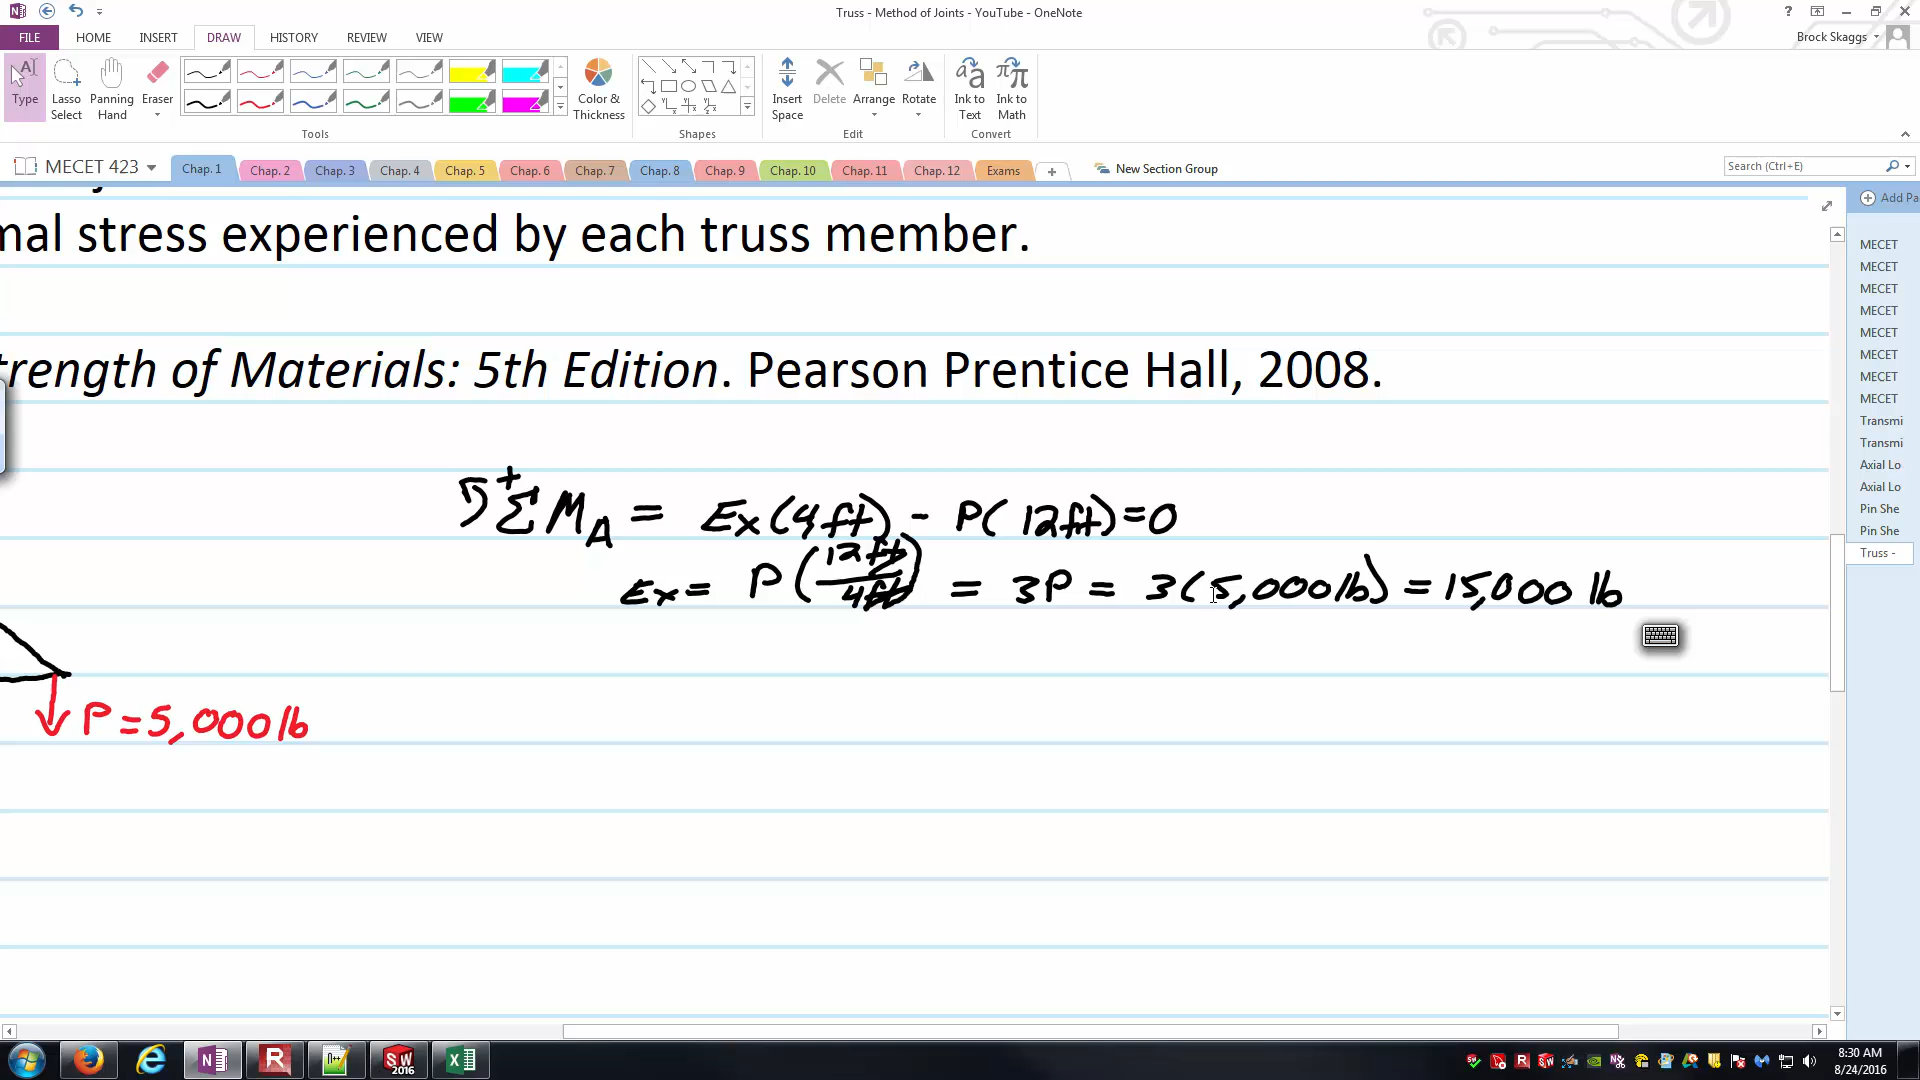 Truss - Method of Joints - YouTube - OneNote
Brock Skaggs
FILE HOME INSERT DRAW HISTORY REVIEW VIEW
Type
Lasso Select
Panning Hand
Eraser
Color & Thickness
Insert Space
Delete
Arrange
Rotate
Ink to Text
Ink to Math
Tools
Shapes
Edit
Convert
MECET 423
Chap. 1 Chap. 2 Chap. 3 Chap. 4 Chap. 5 Chap. 6 Chap. 7 Chap. 8 Chap. 9 Chap. 10 Chap. 11 Chap. 12 Exams
New Section Group
Search (Ctrl+E)
Add Pa
MECET
MECET
MECET
MECET
MECET
MECET
MECET
MECET
Transmi
Transmi
Axial Lo
Axial Lo
Pin She
Pin She
Truss -
mal stress experienced by each truss member.
trength of Materials: 5th Edition. Pearson Prentice Hall, 2008.
+ΣM_A = Ex(4ft) - P(12ft)=0
Ex = P(12ft/4ft) = 3P = 3(5,000lb) = 15,000 lb
P=5,000lb
SW 2016
8:30 AM
8/24/2016